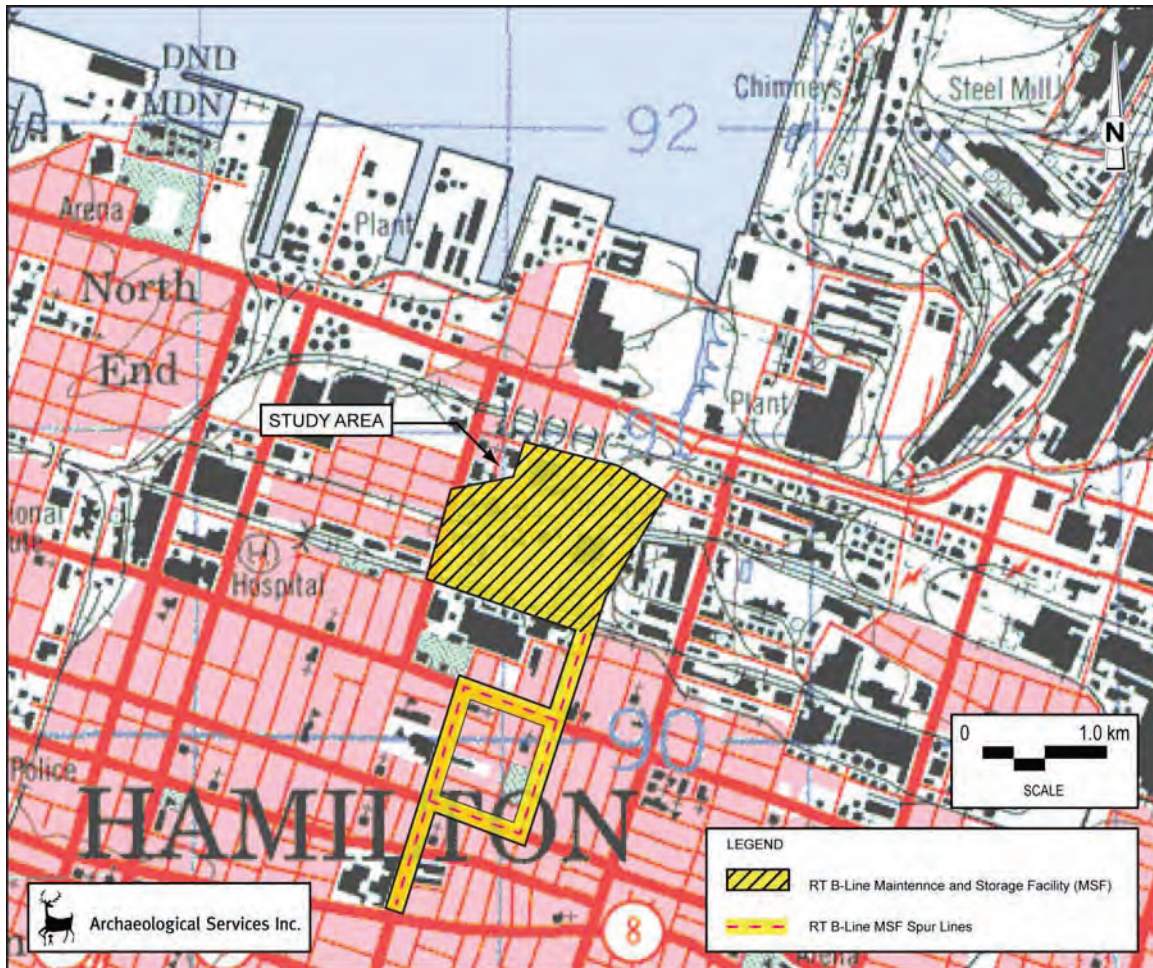 DND
MDN
92
Chimneys
Steel Mill
N
Arena
Plant
North
End
STUDY AREA
91
Plant
H
Hospital
90
Police
HAMILTON
0 1.0 km
SCALE
LEGEND
RT B-Line Maintennce and Storage Facility (MSF)
RT B-Line MSF Spur Lines
Archaeological Services Inc.
8
Arena